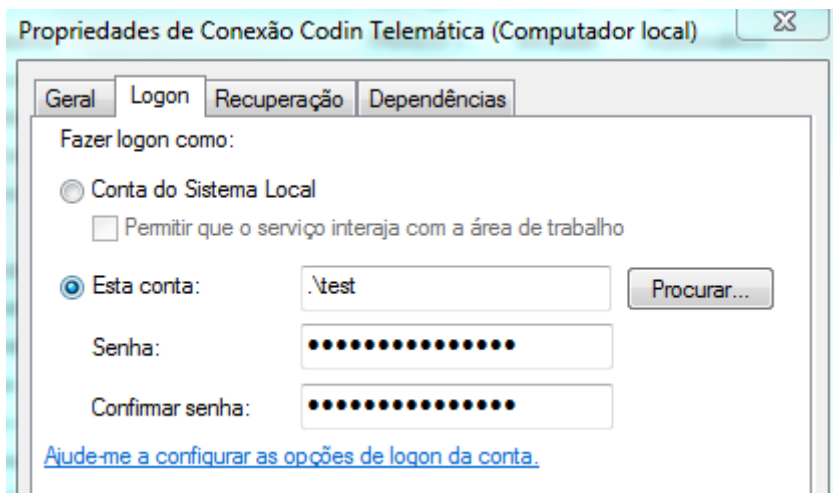 Propriedades de Conexão Codin Telemática (Computador local)
Geral Logon Recuperação Dependências
Fazer logon como:
Conta do Sistema Local
Permitir que o serviço interaja com a área de trabalho
Esta conta: .\test Procurar...
Senha: •••••••••••••••
Confirmar senha: •••••••••••••••
Ajude-me a configurar as opções de logon da conta.